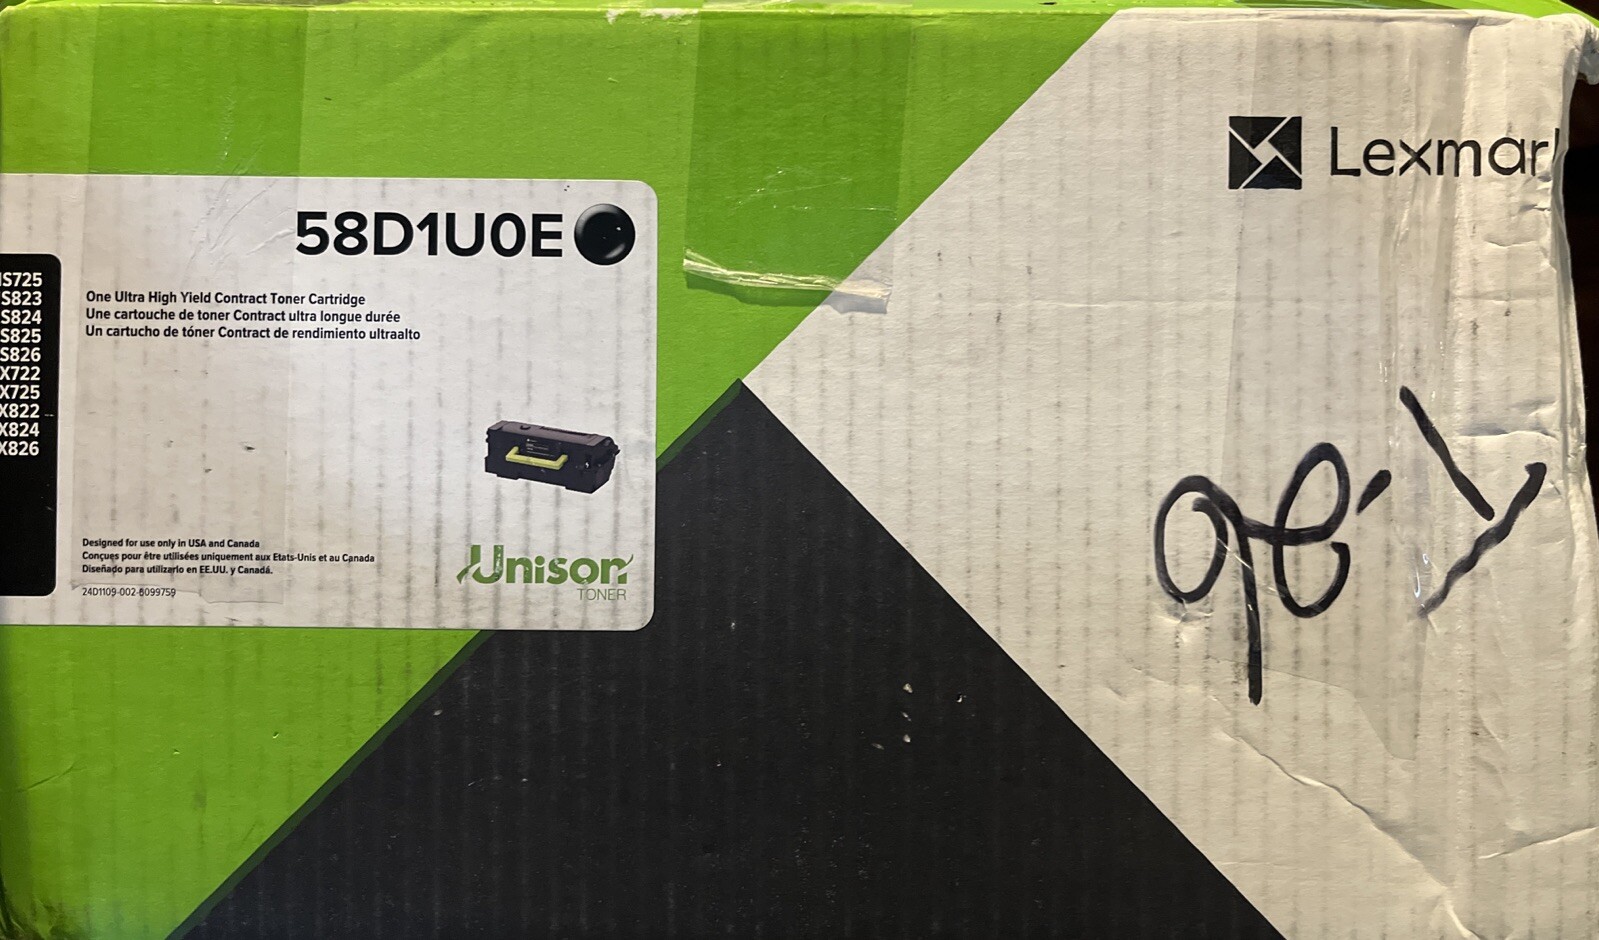 Lexmar
58D1U0E
S725
S823
S824
S825
S826
X722
X725
X822
X824
X826
One Ultra High Yield Contract Toner Cartridge
Une cartouche de toner Contract ultra longue durée
Un cartucho de tóner Contract de rendimiento ultraalto
Designed for use only in USA and Canada
Conçues pour être utilisées uniquement aux Etats-Unis et au Canada
Diseñado para utilizarlo en EE.UU. y Canadá.
24D1109-002-6099759
Unison
TONER